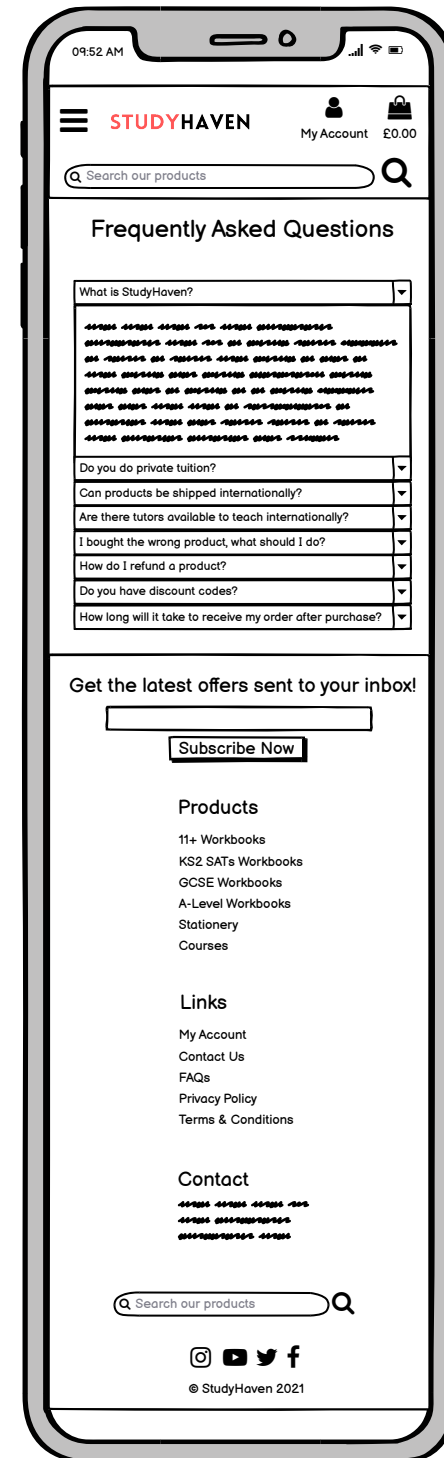 09:52 AM
STUDYHAVEN
My Account £0.00
Search our products
Frequently Asked Questions
What is StudyHaven?
Do you do private tuition?
Can products be shipped internationally?
Are there tutors available to teach internationally?
I bought the wrong product, what should I do?
How do I refund a product?
Do you have discount codes?
How long will it take to receive my order after purchase?
Get the latest offers sent to your inbox!
Subscribe Now
Products
11+ Workbooks
KS2 SATs Workbooks
GCSE Workbooks
A-Level Workbooks
Stationery
Courses
Links
My Account
Contact Us
FAQs
Privacy Policy
Terms & Conditions
Contact
Search our products
© StudyHaven 2021